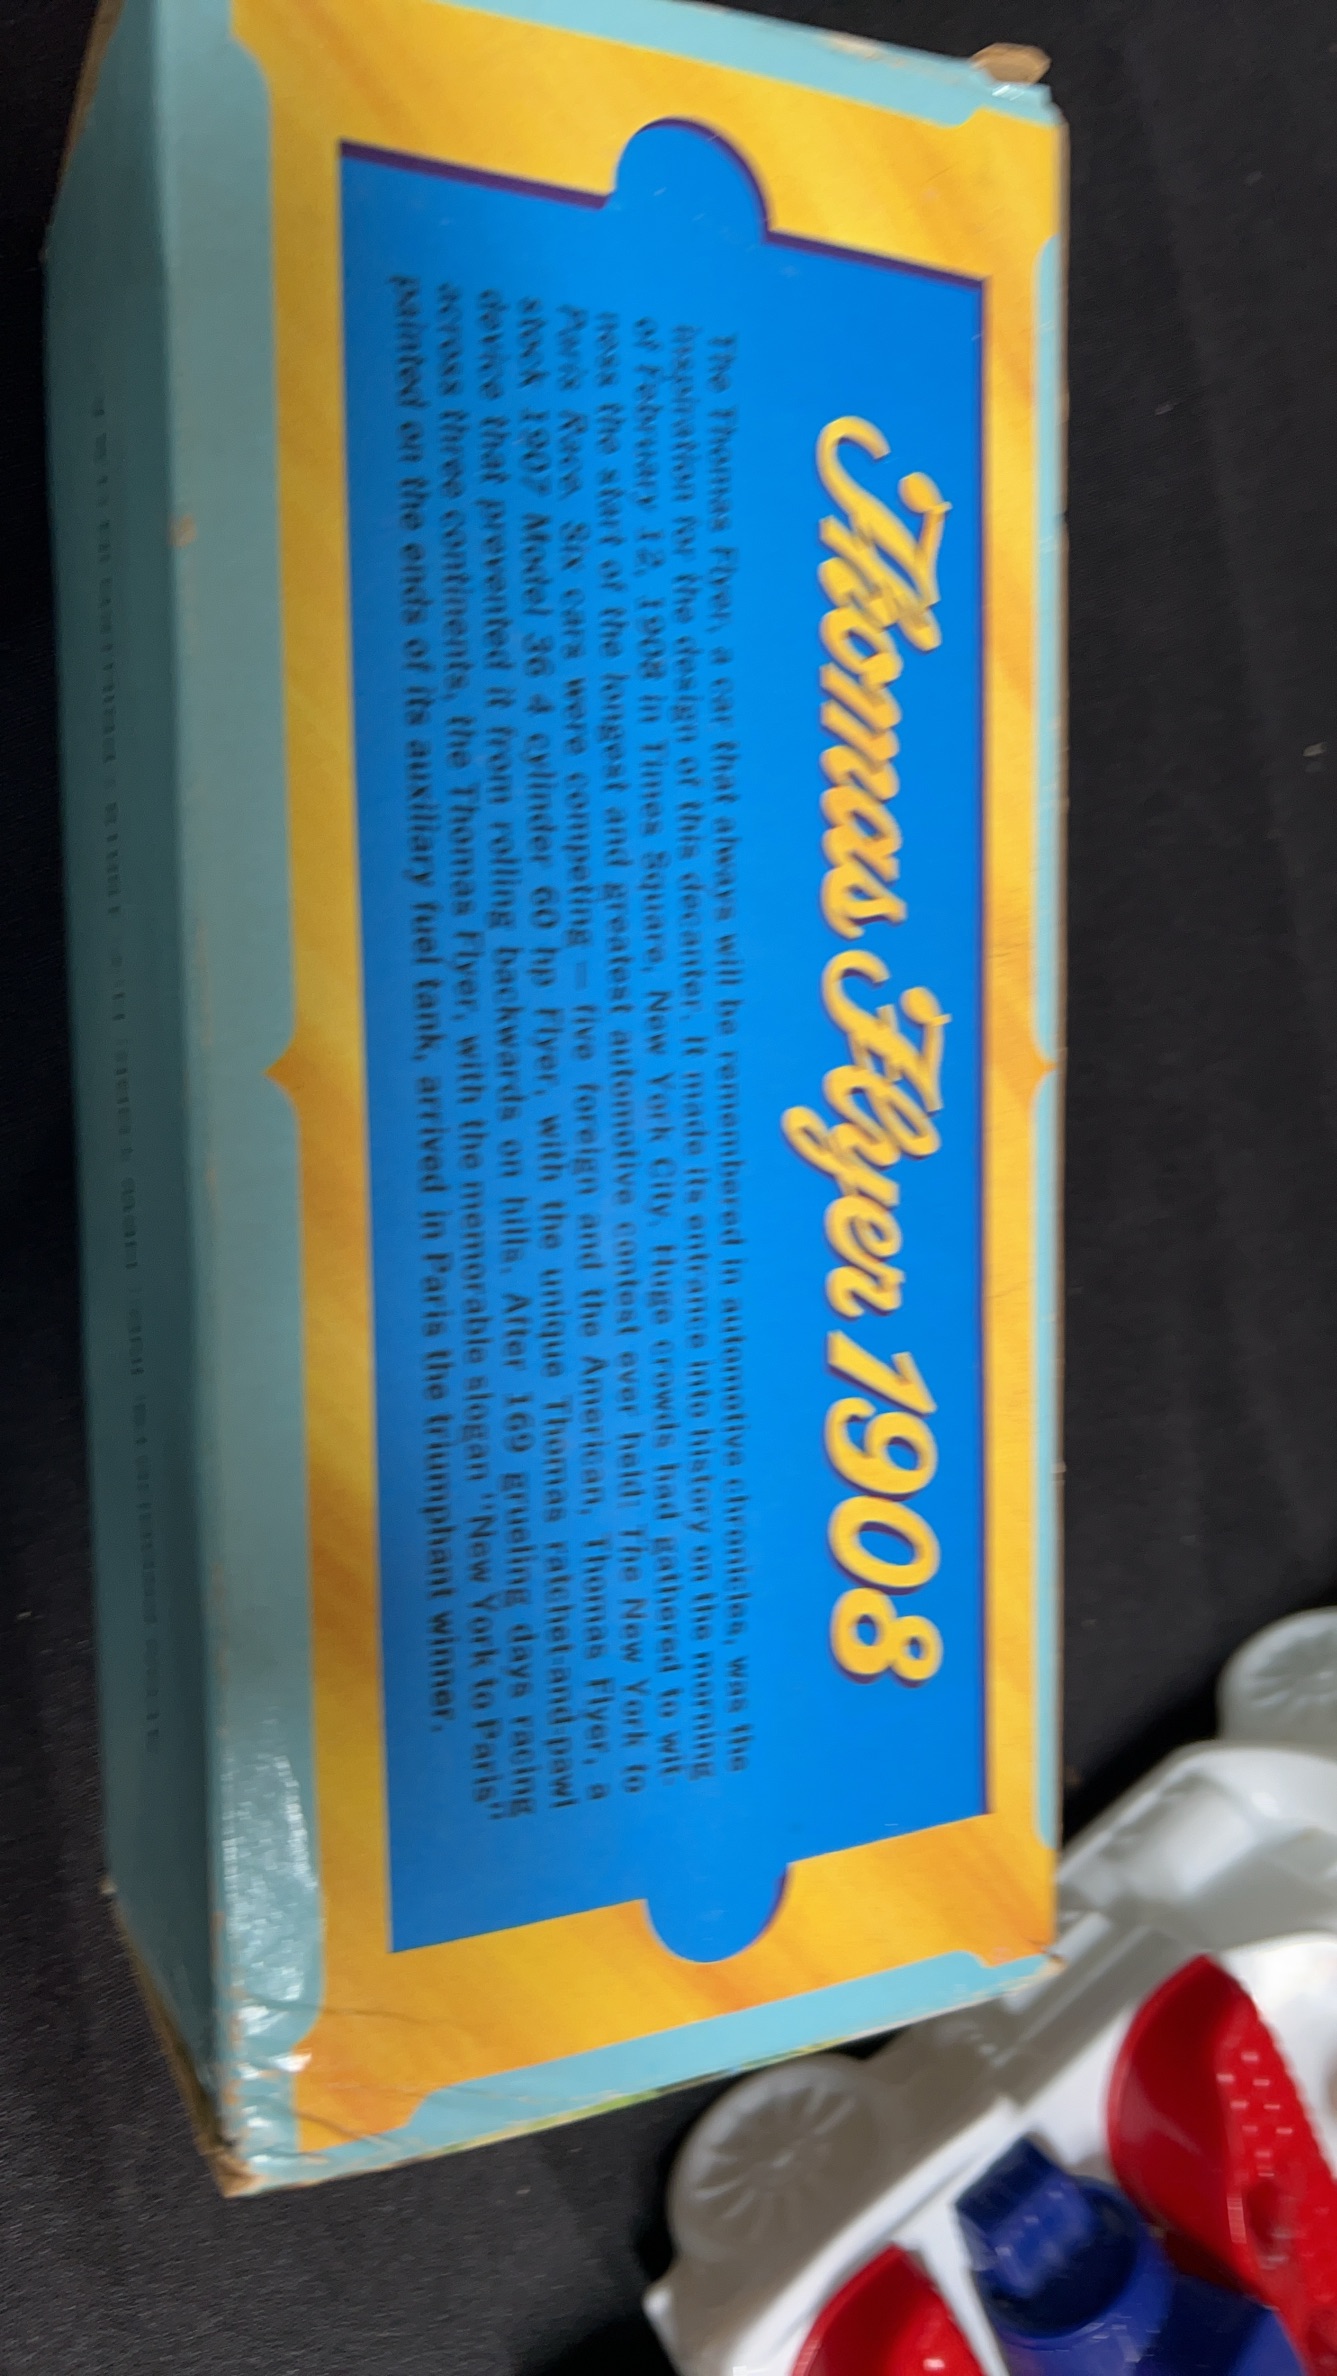 Thomas Flyer 1908
The Thomas Flyer, a car that always will be remembered in automotive chronicles, was the
inspiration for the design of this decanter. It made its entrance into history on the morning
of February 12, 1908 in Times Square, New York City. Huge crowds had gathered to wit-
ness the start of the longest and greatest automotive contest ever held: The New York to
Paris Race. Six cars were competing — five foreign and the American, Thomas Flyer, a
stock 1907 Model 36 4 cylinder 60 hp Flyer, with the unique Thomas ratchet-and-pawl
device that prevented it from rolling backwards on hills. After 169 grueling days racing
across three continents, the Thomas Flyer, with the memorable slogan "New York to Paris"
painted on the ends of its auxiliary fuel tank, arrived in Paris the triumphant winner.